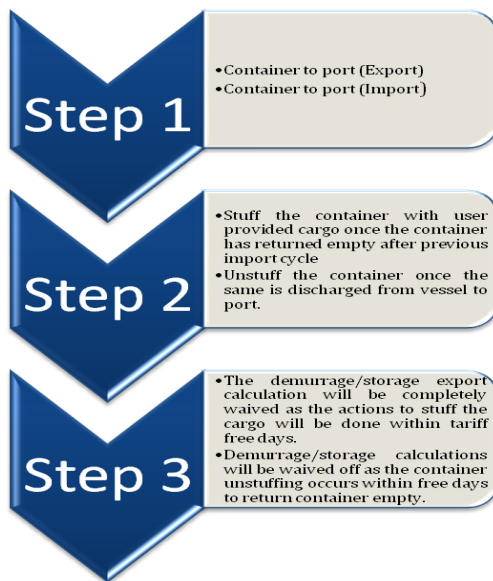 Step 1
•Container to port (Export)
•Container to port (Import)
Step 2
•Stuff the container with user
provided cargo once the container
has returned empty after previous
import cycle
•Unstuff the container once the
same is discharged from vessel to
port.
Step 3
•The demurrage/storage export
calculation will be completely
waived as the actions to stuff the
cargo will be done within tariff
free days.
•Demurrage/storage calculations
will be waived off as the container
unstuffing occurs within free days
to return container empty.